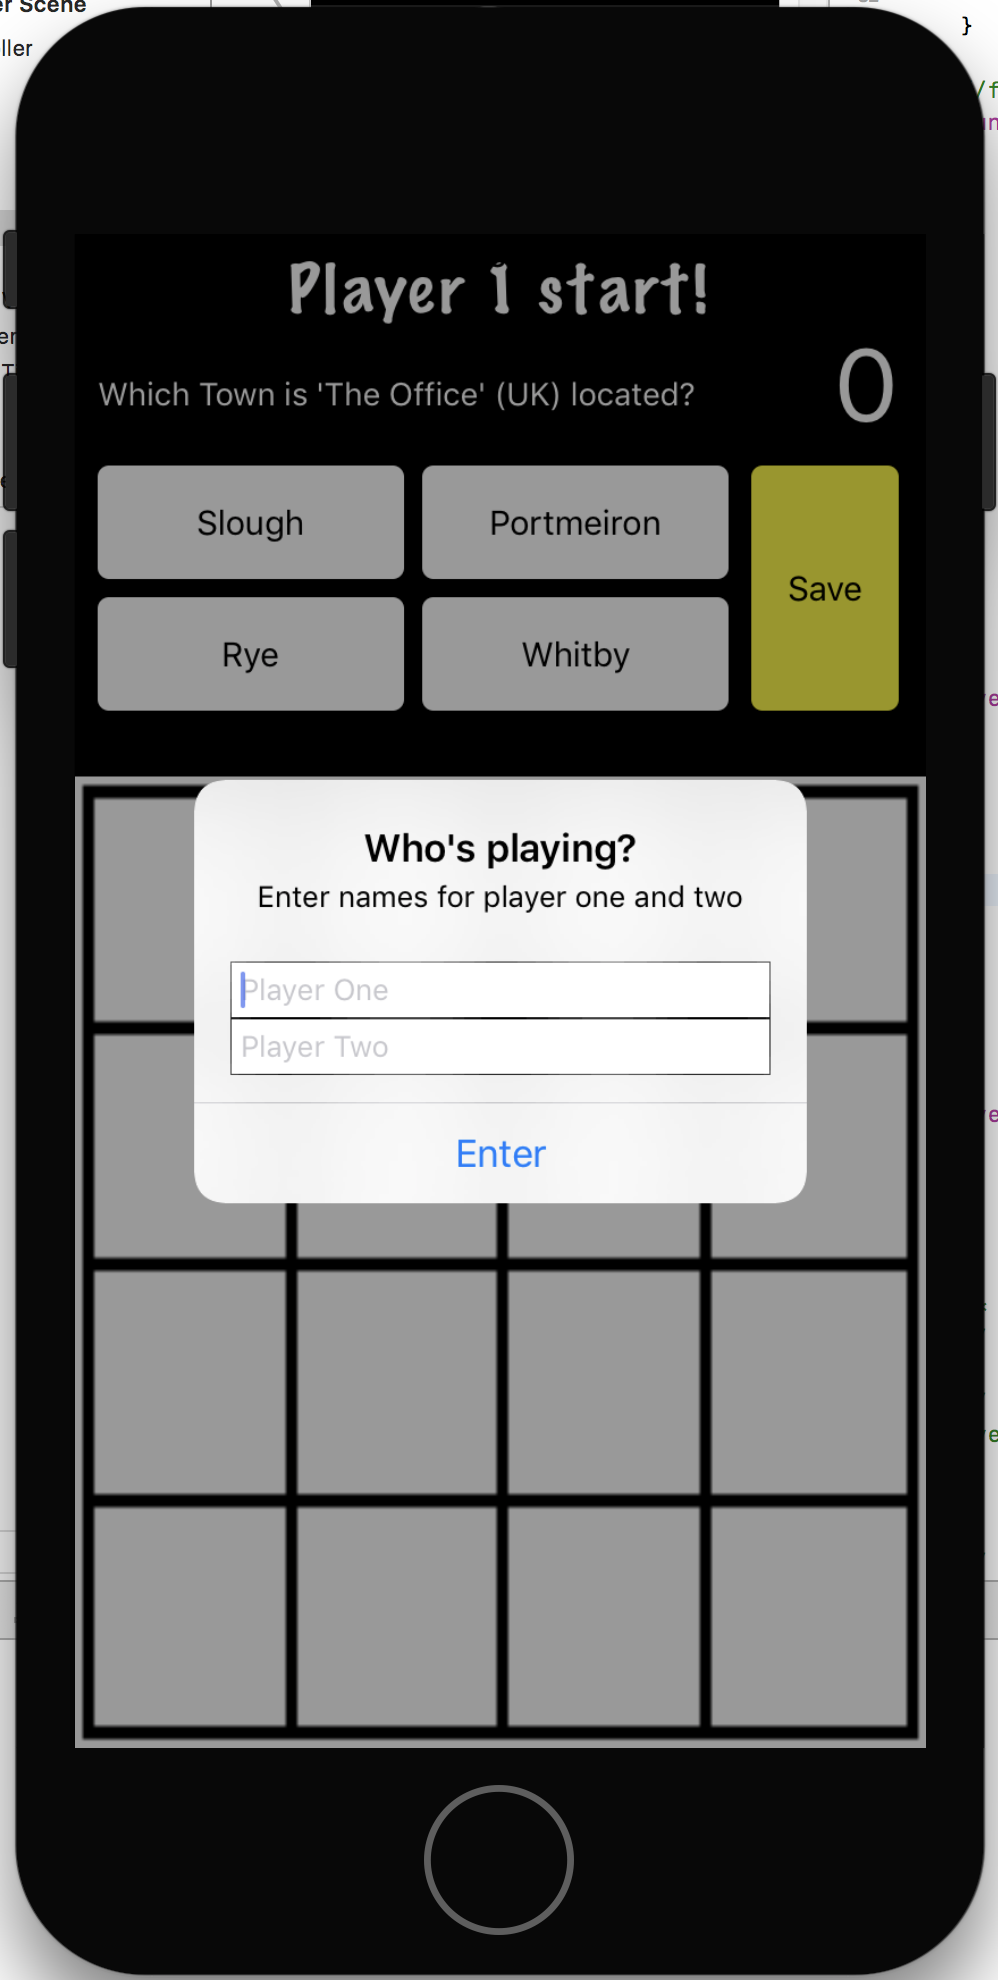 er Scene
ller
}
Player 1 start!
Which Town is 'The Office' (UK) located?
0
Slough
Portmeiron
Save
Rye
Whitby
Who's playing?
Enter names for player one and two
Player One
Player Two
Enter